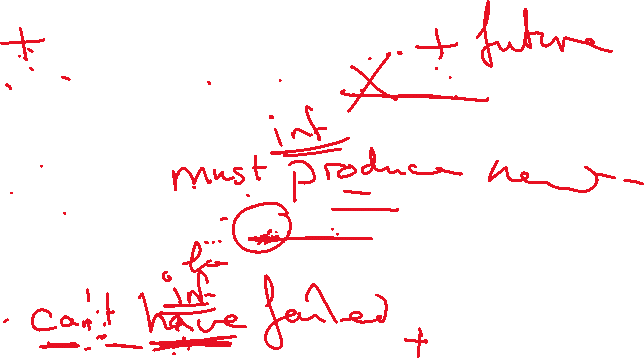 + + future
inf
must produce new
inf
can't have failed +